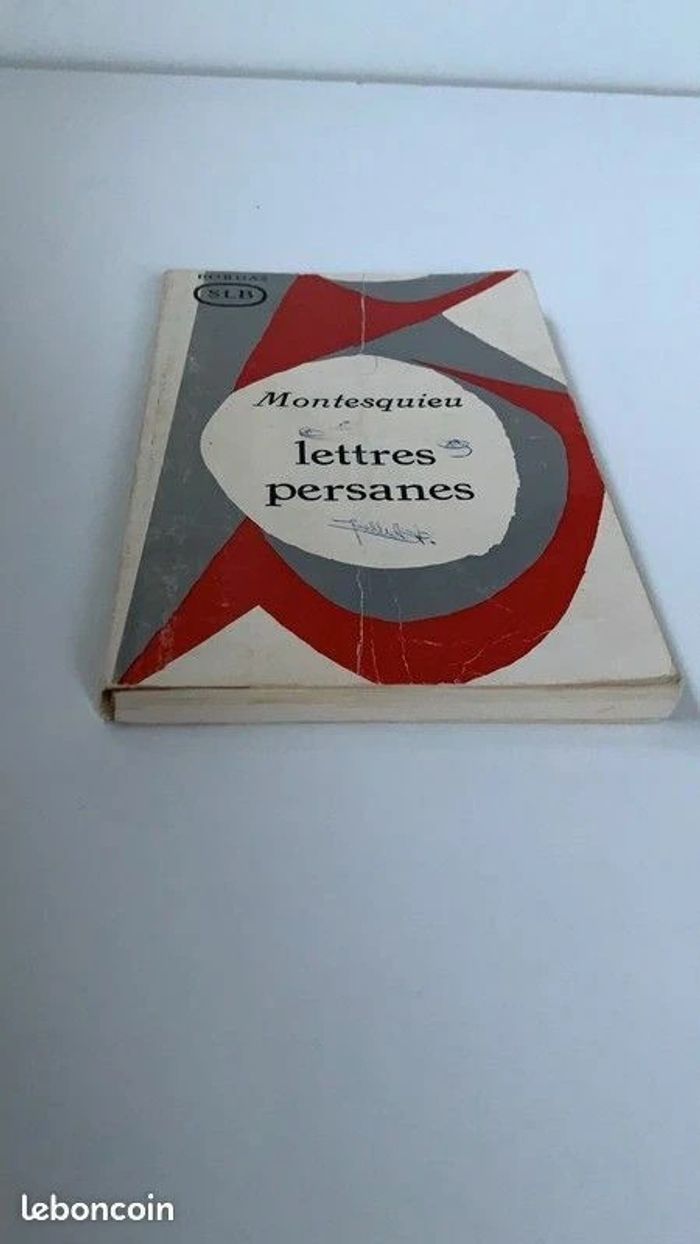 BORDAS
SLB
Montesquieu
lettres
persanes
leboncoin